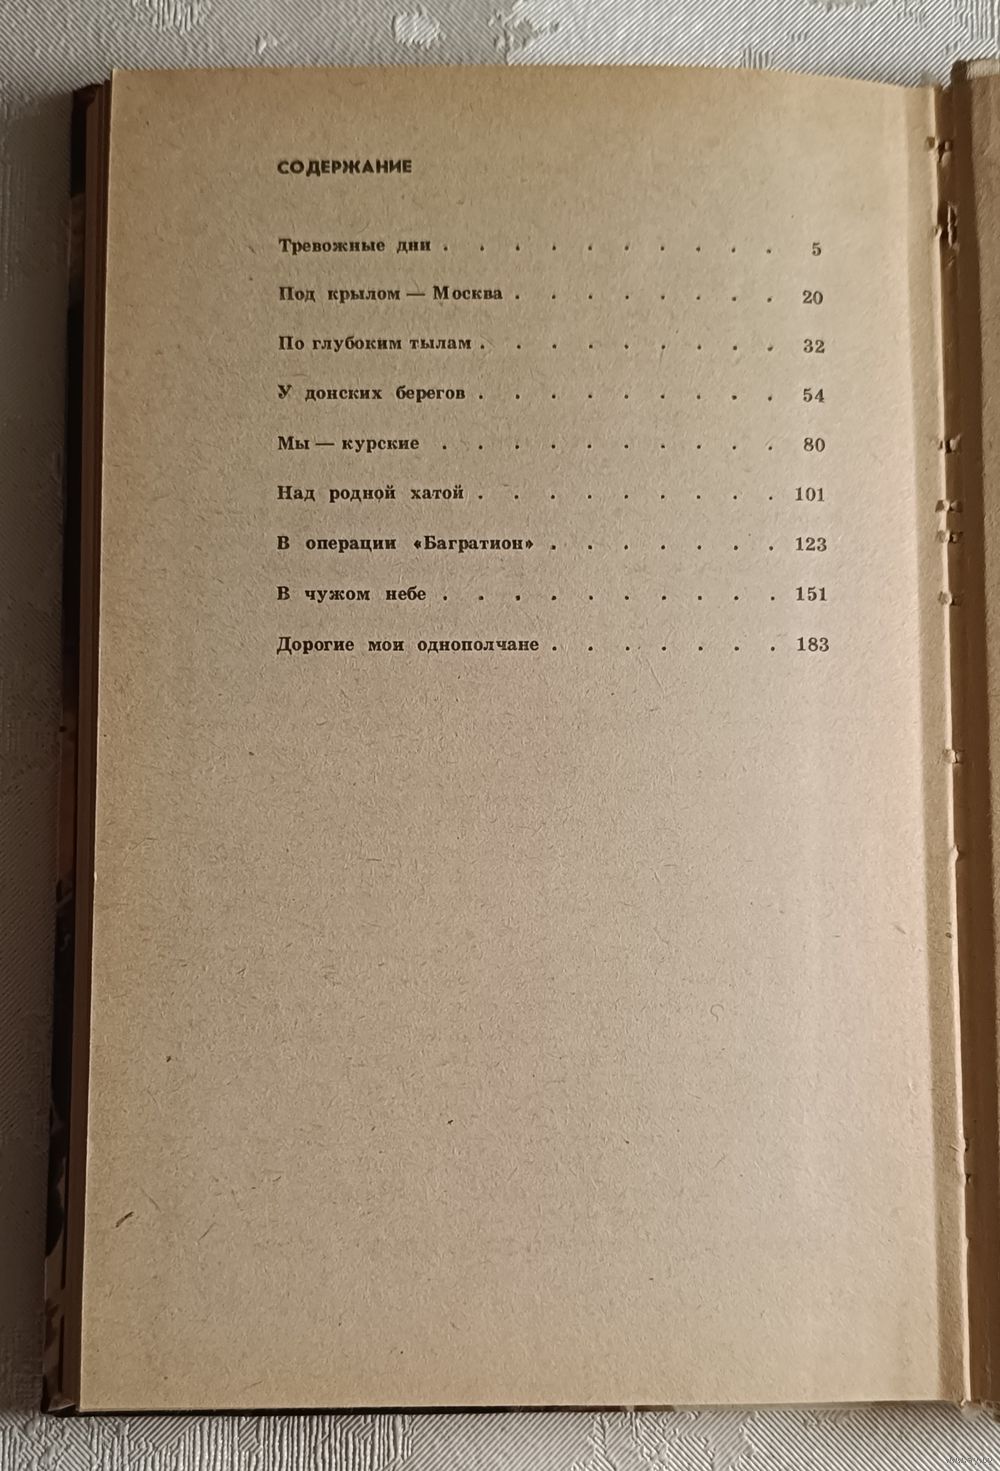 СОДЕРЖАНИЕ
Тревожные дни . . . . . . . . . . 5
Под крылом — Москва . . . . . . . . 20
По глубоким тылам . . . . . . . . . 32
У донских берегов . . . . . . . . . 54
Мы — курские . . . . . . . . . . 80
Над родной хатой . . . . . . . . . 101
В операции «Багратион» . . . . . . . 123
В чужом небе . . . . . . . . . . 151
Дорогие мои однополчане . . . . . . . 183